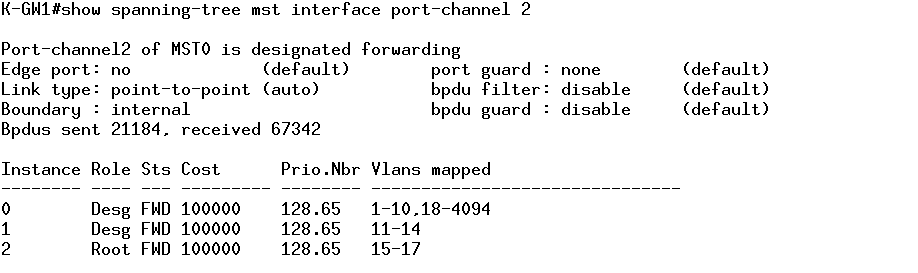 K-GW1#show spanning-tree mst interface port-channel 2
Port-channel2 of MST0 is designated forwarding
Edge port: no             (default)        port guard : none        (default)
Link type: point-to-point (auto)           bpdu filter: disable     (default)
Boundary : internal                        bpdu guard : disable     (default)
Bpdus sent 21184, received 67342
Instance Role Sts Cost      Prio.Nbr Vlans mapped
-------- ---- --- --------- -------- -------------------------------
0        Desg FWD 100000    128.65   1-10,18-4094
1        Desg FWD 100000    128.65   11-14
2        Root FWD 100000    128.65   15-17